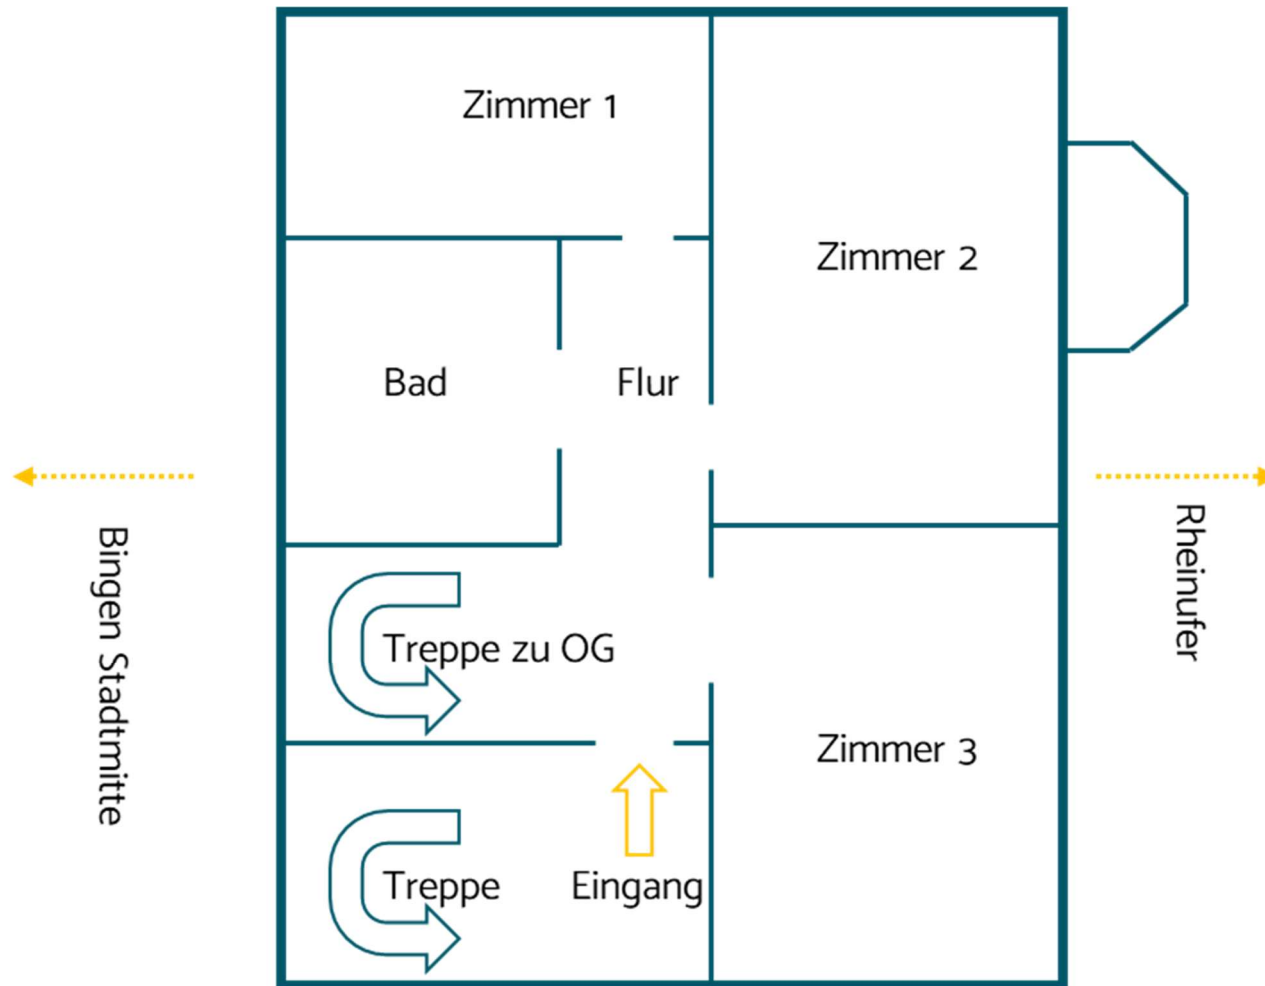 Zimmer 1
Zimmer 2
Bad
Flur
Bingen Stadtmitte
Rheinufer
Treppe zu OG
Zimmer 3
Treppe
Eingang